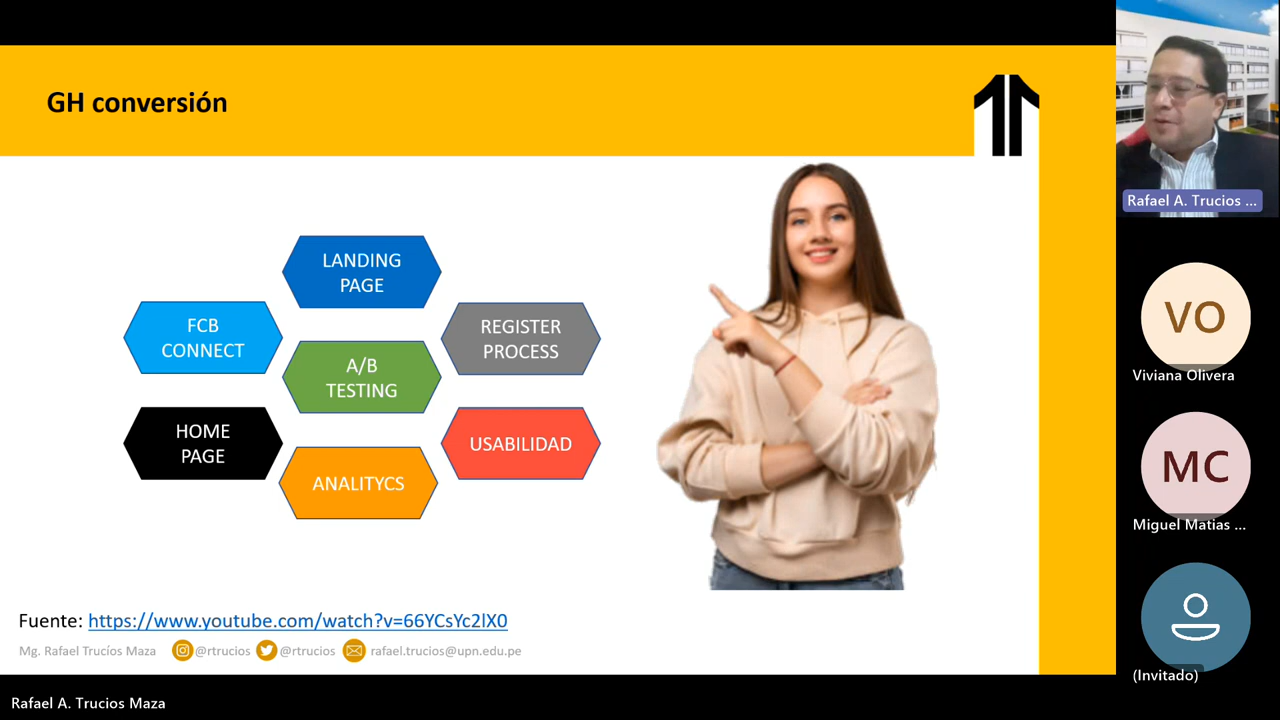 GH conversión
LANDING
PAGE
FCB
CONNECT
REGISTER
PROCESS
A/B
TESTING
HOME
PAGE
USABILIDAD
ANALITYCS
Fuente: https://www.youtube.com/watch?v=66YCsYc2lX0
Mg. Rafael Trucíos Maza @rtrucios @rtrucios rafael.trucios@upn.edu.pe
Rafael A. Trucios ...
VO
Viviana Olivera
MC
Miguel Matias ...
(Invitado)
Rafael A. Trucios Maza